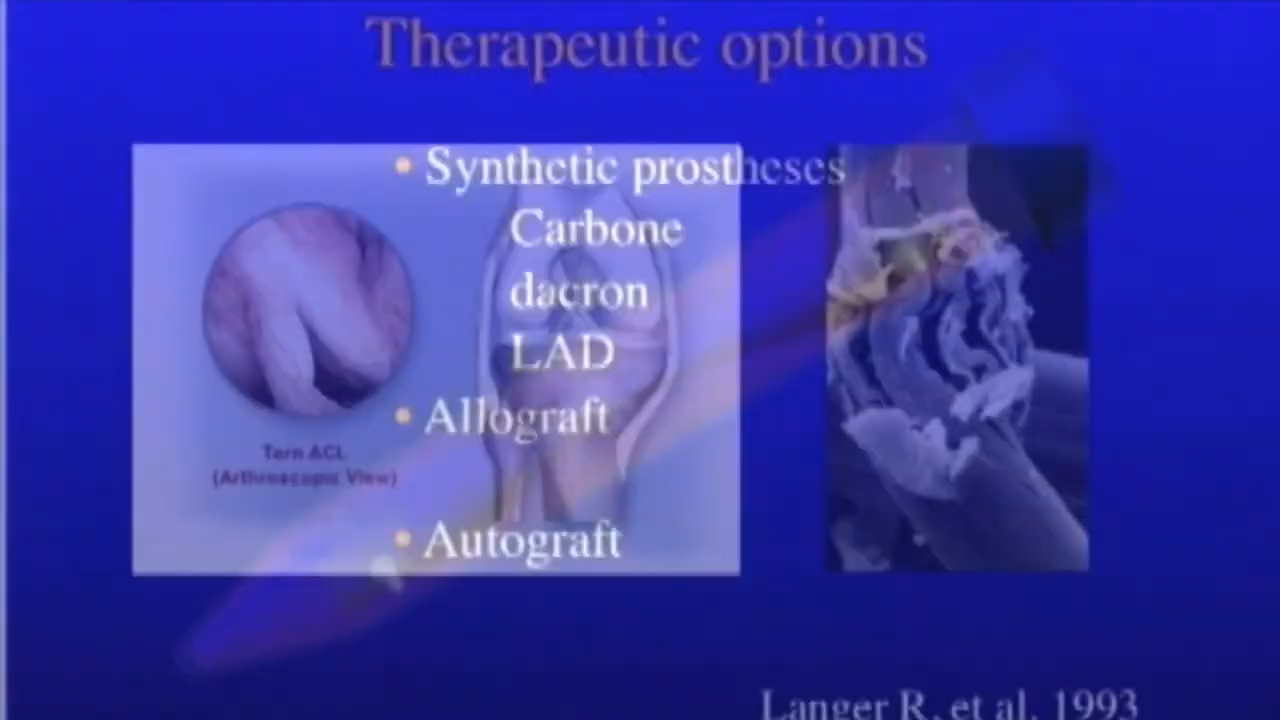 Therapeutic options
• Synthetic prostheses
Carbone
dacron
LAD
• Allograft
Torn ACL
(Arthroscopic View)
• Autograft
Langer R. et al. 1993